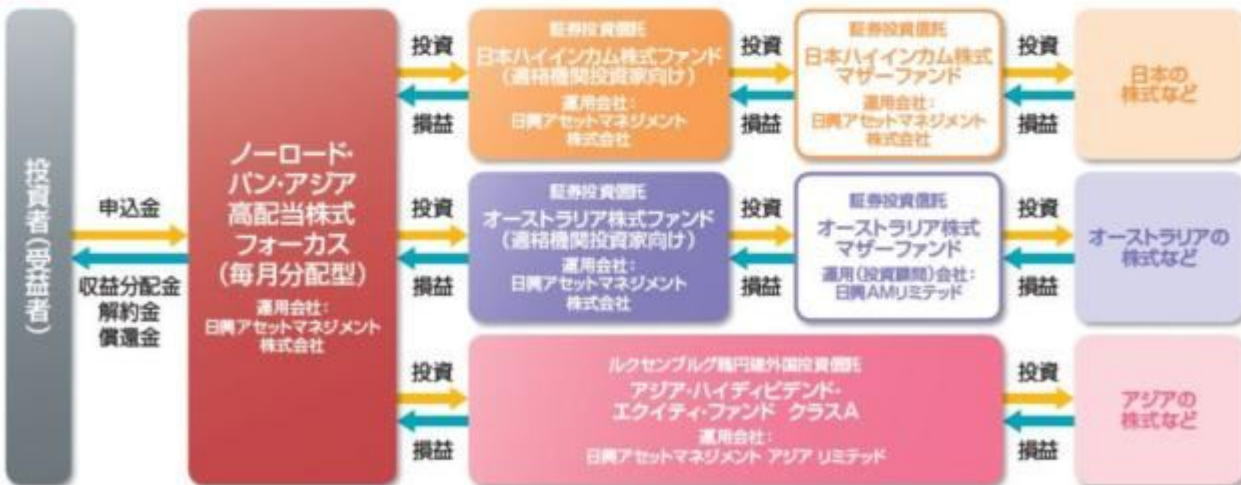 投資者(受益者)
申込金
収益分配金
解約金
償還金
ノーロード・
パン・アジア
高配当株式
フォーカス
(毎月分配型)
運用会社:
日興アセットマネジメント
株式会社
投資
損益
証券投資信託
日本ハイインカム株式ファンド
(適格機関投資家向け)
運用会社:
日興アセットマネジメント
株式会社
投資
損益
証券投資信託
日本ハイインカム株式
マザーファンド
運用会社:
日興アセットマネジメント
株式会社
投資
損益
日本の
株式など
投資
損益
証券投資信託
オーストラリア株式ファンド
(適格機関投資家向け)
運用会社:
日興アセットマネジメント
株式会社
投資
損益
証券投資信託
オーストラリア株式
マザーファンド
運用(投資顧問)会社:
日興AMリミテッド
投資
損益
オーストラリアの
株式など
投資
損益
ルクセンブルグ籍円建外国投資信託
アジア・ハイディビデンド・
エクイティ・ファンド クラスA
運用会社:
日興アセットマネジメント アジア リミテッド
投資
損益
アジアの
株式など